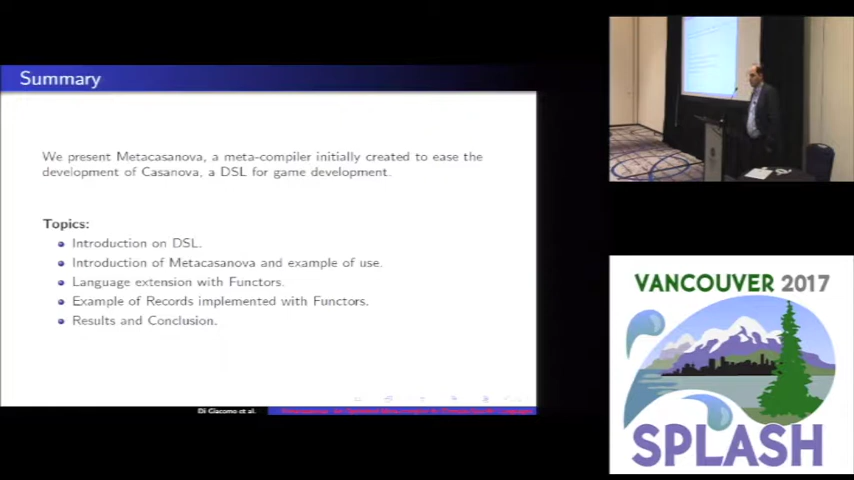 Summary
We present Metacasanova, a meta-compiler initially created to ease the
development of Casanova, a DSL for game development.
Topics:
Introduction on DSL.
Introduction of Metacasanova and example of use.
Language extension with Functors.
Example of Records implemented with Functors.
Results and Conclusion.
Di Giacomo et al.
VANCOUVER 2017
SPLASH